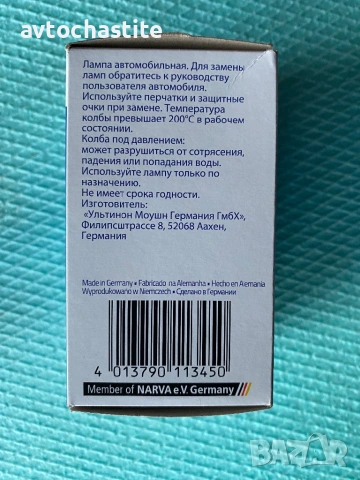 avtochastite
Лампа автомобильная. Для замены
ламп обратитесь к руководству
пользователя автомобиля.
Используйте перчатки и защитные
очки при замене. Температура
колбы превышает 200°C в рабочем
состоянии.
Колба под давлением:
может разрушиться от сотрясения,
падения или попадания воды.
Используйте лампу только по
назначению.
Не имеет срока годности.
Изготовитель:
«Ультинон Моушн Германия ГмбХ»,
Филипсштрассе 8, 52068 Аахен,
Германия
Made in Germany • Fabricado na Alemanha • Hecho en Alemania
Wyprodukowano w Niemczech • Сделано в Германии
4 013790 113450
Member of NARVA e.V. Germany
BAZAR
bg